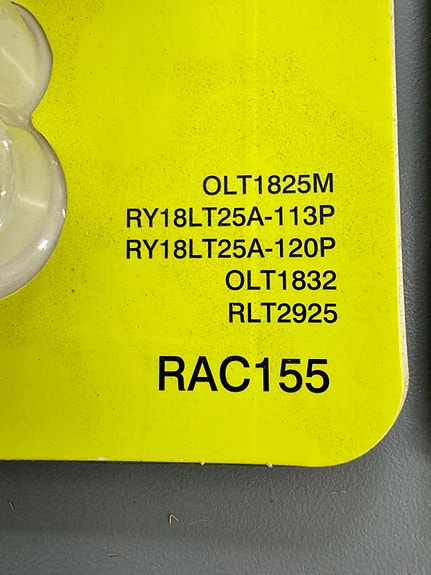 OLT1825M
RY18LT25A-113P
RY18LT25A-120P
OLT1832
RLT2925
RAC155